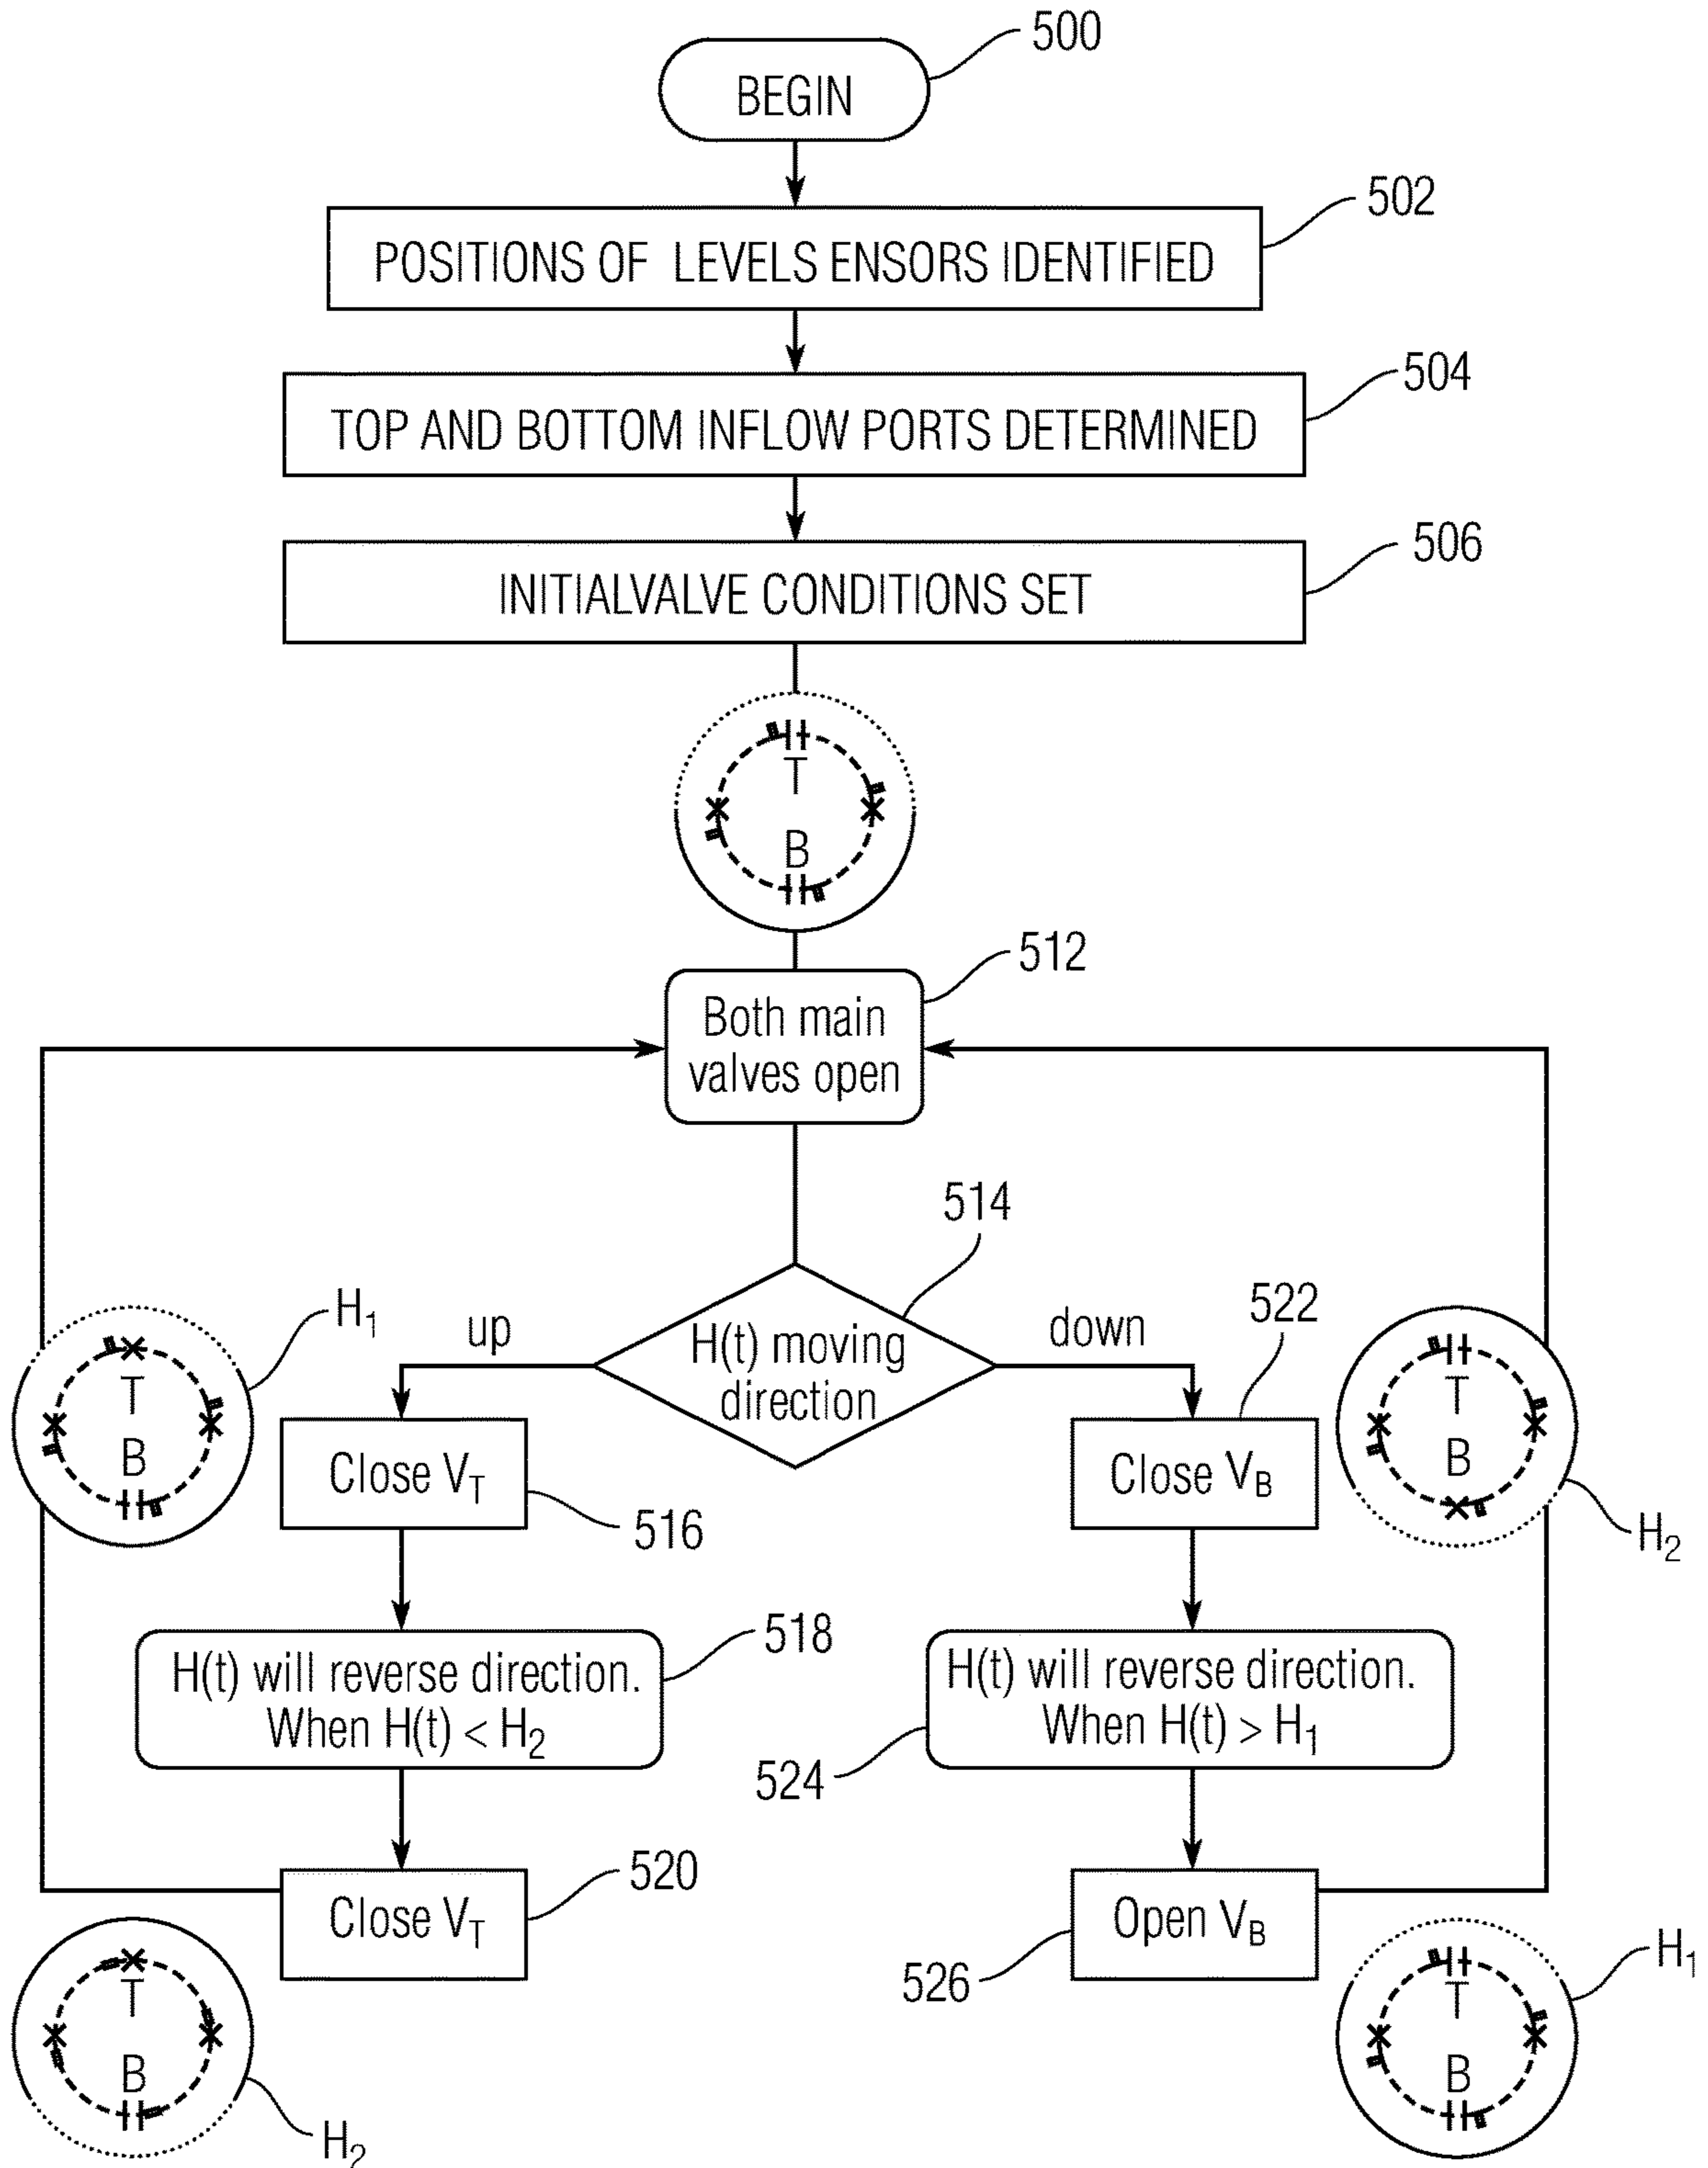 500
BEGIN
502
POSITIONS OF LEVELS ENSORS IDENTIFIED
504
TOP AND BOTTOM INFLOW PORTS DETERMINED
506
INITIALVALVE CONDITIONS SET
T
B
512
Both main
valves open
514
H(t) moving
direction
up
down
H1
T
B
Close VT
516
522
Close VB
T
B
H2
518
H(t) will reverse direction.
When H(t) < H2
H(t) will reverse direction.
When H(t) > H1
524
520
Close VT
Open VB
526
T
B
H2
T
B
H1